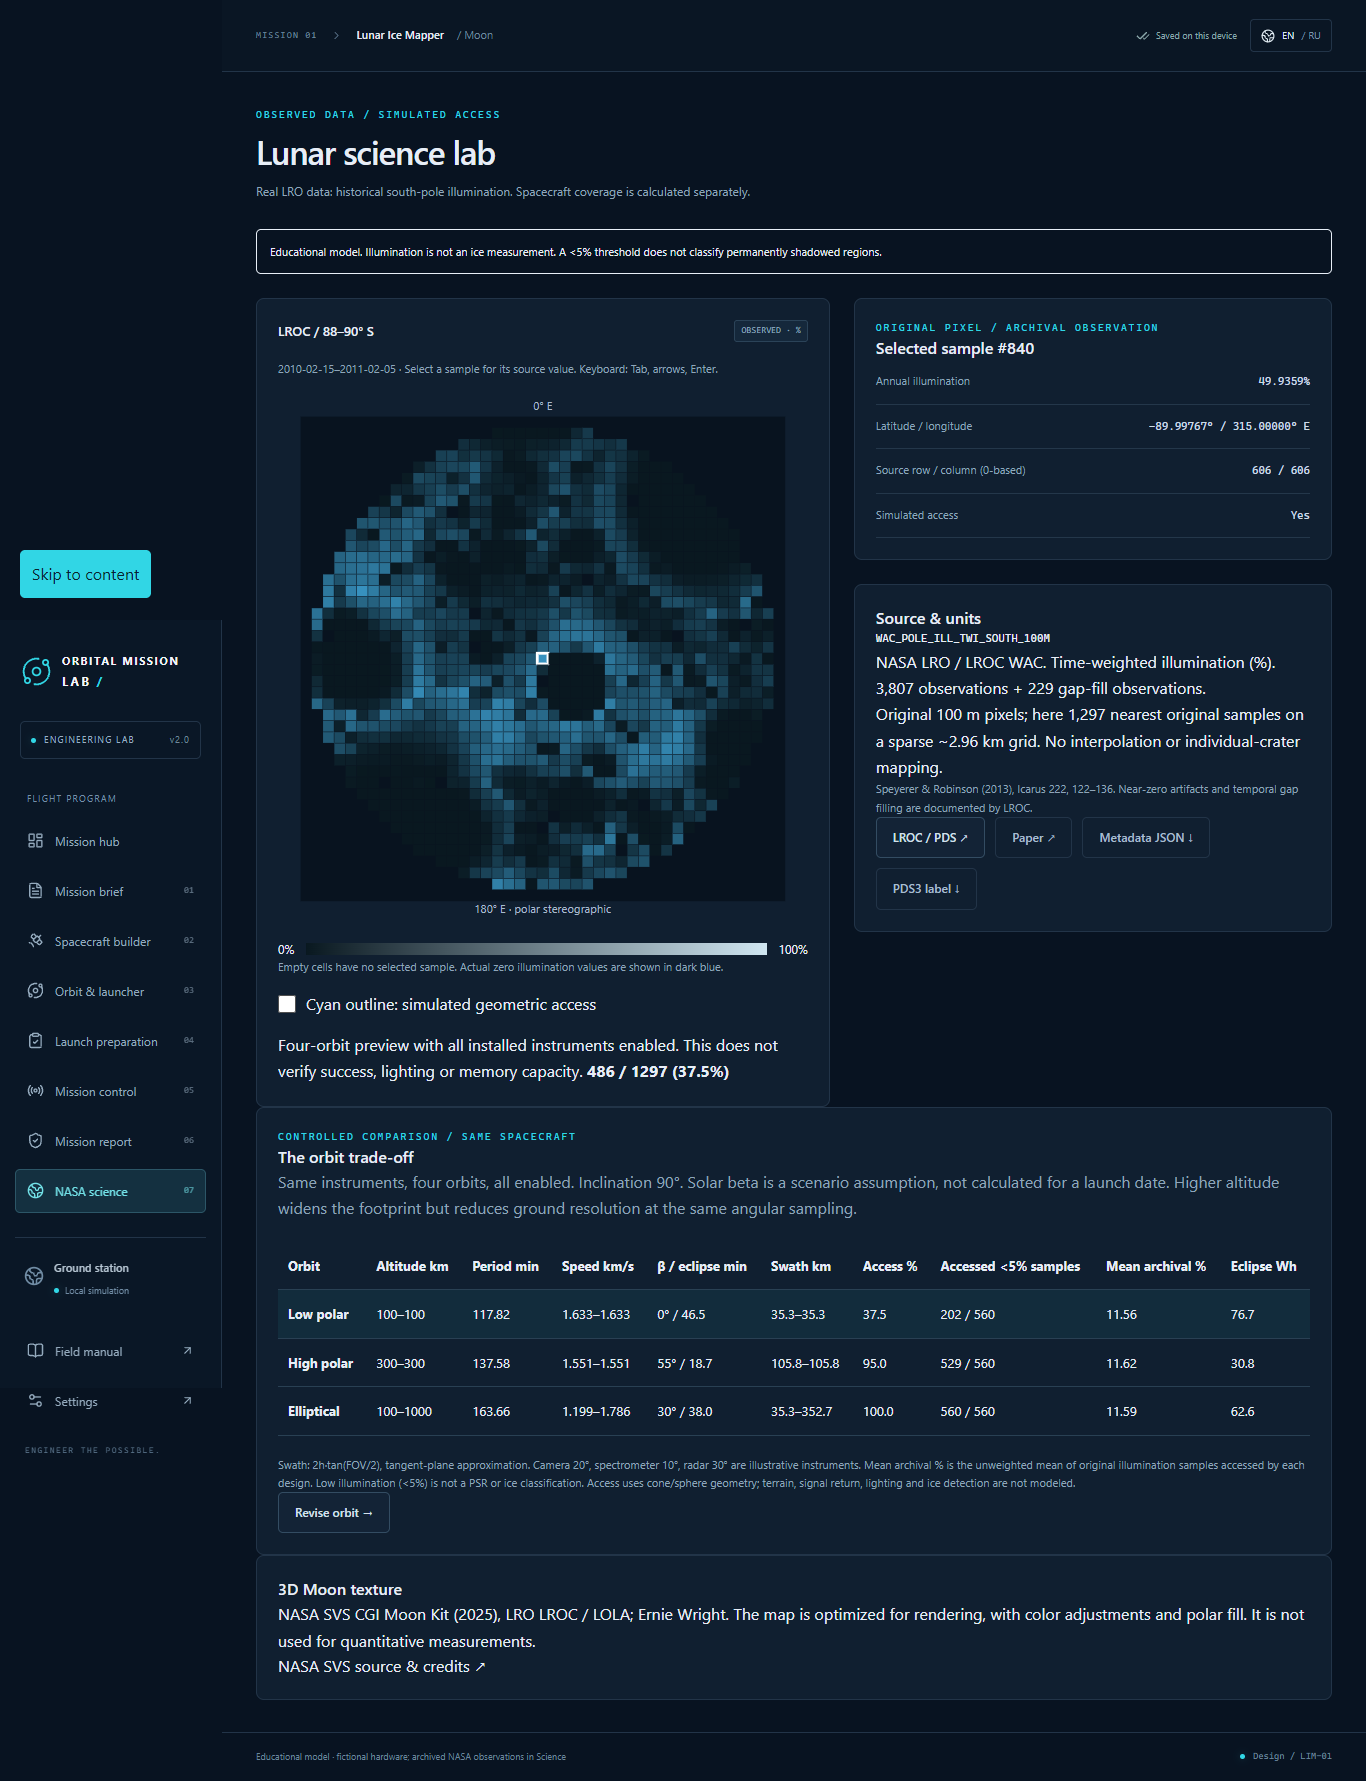 MISSION 01 > Lunar Ice Mapper / Moon
Saved on this device
EN / RU
OBSERVED DATA / SIMULATED ACCESS
Lunar science lab
Real LRO data: historical south-pole illumination. Spacecraft coverage is calculated separately.
Educational model. Illumination is not an ice measurement. A <5% threshold does not classify permanently shadowed regions.
LROC / 88–90° S
OBSERVED · %
2010-02-15–2011-02-05 · Select a sample for its source value. Keyboard: Tab, arrows, Enter.
0° E
180° E · polar stereographic
0%
100%
Empty cells have no selected sample. Actual zero illumination values are shown in dark blue.
Cyan outline: simulated geometric access
Four-orbit preview with all installed instruments enabled. This does not
verify success, lighting or memory capacity. 486 / 1297 (37.5%)
ORIGINAL PIXEL / ARCHIVAL OBSERVATION
Selected sample #840
Annual illumination 49.9359%
Latitude / longitude −89.99767° / 315.00000° E
Source row / column (0-based) 606 / 606
Simulated access Yes
Source & units
WAC_POLE_ILL_TWI_SOUTH_100M
NASA LRO / LROC WAC. Time-weighted illumination (%).
3,807 observations + 229 gap-fill observations.
Original 100 m pixels; here 1,297 nearest original samples on
a sparse ~2.96 km grid. No interpolation or individual-crater
mapping.
Speyerer & Robinson (2013), Icarus 222, 122–136. Near-zero artifacts and temporal gap
filling are documented by LROC.
LROC / PDS ↗
Paper ↗
Metadata JSON ↓
PDS3 label ↓
Skip to content
ORBITAL MISSION
LAB /
ENGINEERING LAB v2.0
FLIGHT PROGRAM
Mission hub
Mission brief 01
Spacecraft builder 02
Orbit & launcher 03
Launch preparation 04
Mission control 05
Mission report 06
NASA science 07
Ground station
Local simulation
Field manual ↗
Settings ↗
ENGINEER THE POSSIBLE.
CONTROLLED COMPARISON / SAME SPACECRAFT
The orbit trade-off
Same instruments, four orbits, all enabled. Inclination 90°. Solar beta is a scenario assumption, not calculated for a launch date. Higher altitude
widens the footprint but reduces ground resolution at the same angular sampling.
Orbit Altitude km Period min Speed km/s β / eclipse min Swath km Access % Accessed <5% samples Mean archival % Eclipse Wh
Low polar 100–100 117.82 1.633–1.633 0° / 46.5 35.3–35.3 37.5 202 / 560 11.56 76.7
High polar 300–300 137.58 1.551–1.551 55° / 18.7 105.8–105.8 95.0 529 / 560 11.62 30.8
Elliptical 100–1000 163.66 1.199–1.786 30° / 38.0 35.3–352.7 100.0 560 / 560 11.59 62.6
Swath: 2h·tan(FOV/2), tangent-plane approximation. Camera 20°, spectrometer 10°, radar 30° are illustrative instruments. Mean archival % is the unweighted mean of original illumination samples accessed by each
design. Low illumination (<5%) is not a PSR or ice classification. Access uses cone/sphere geometry; terrain, signal return, lighting and ice detection are not modeled.
Revise orbit →
3D Moon texture
NASA SVS CGI Moon Kit (2025), LRO LROC / LOLA; Ernie Wright. The map is optimized for rendering, with color adjustments and polar fill. It is not
used for quantitative measurements.
NASA SVS source & credits ↗
Educational model · fictional hardware; archived NASA observations in Science
Design / LIM-01